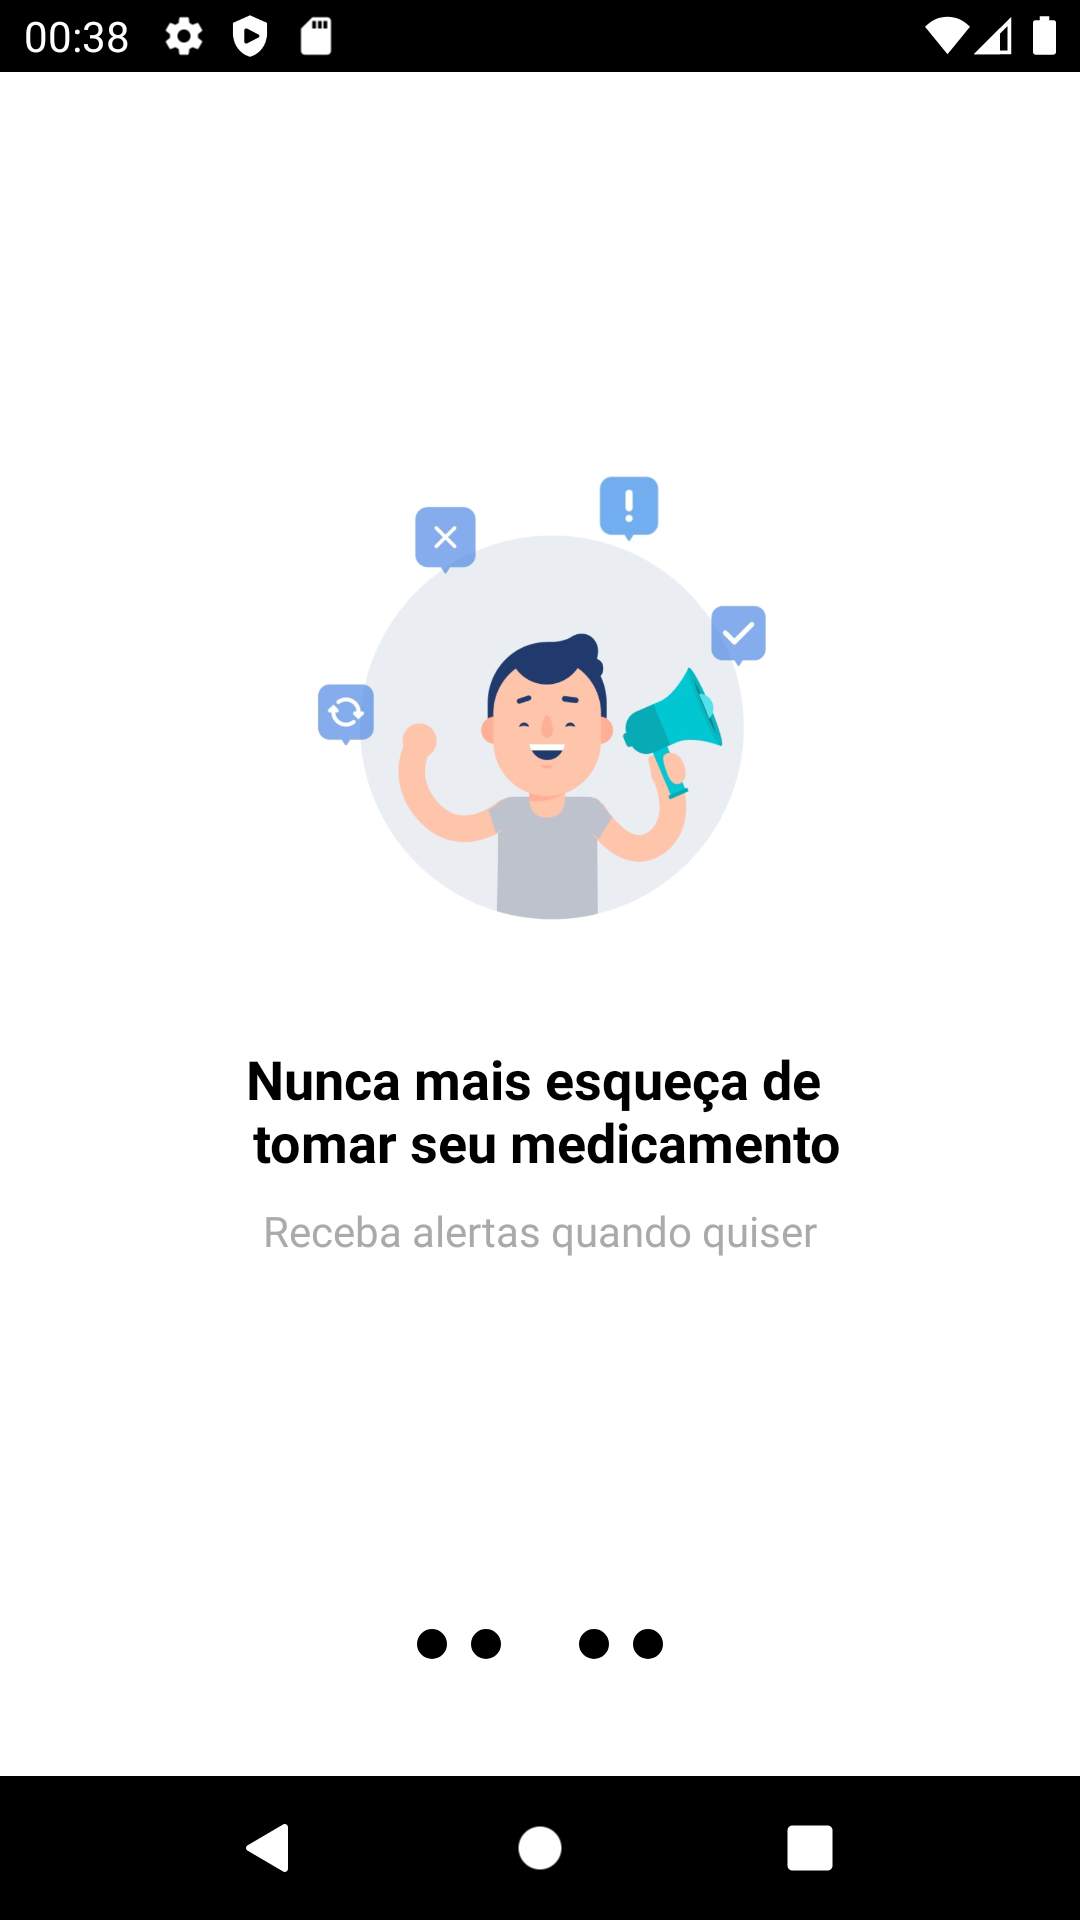 00:38
Nunca mais esqueça de
tomar seu medicamento
Receba alertas quando quiser